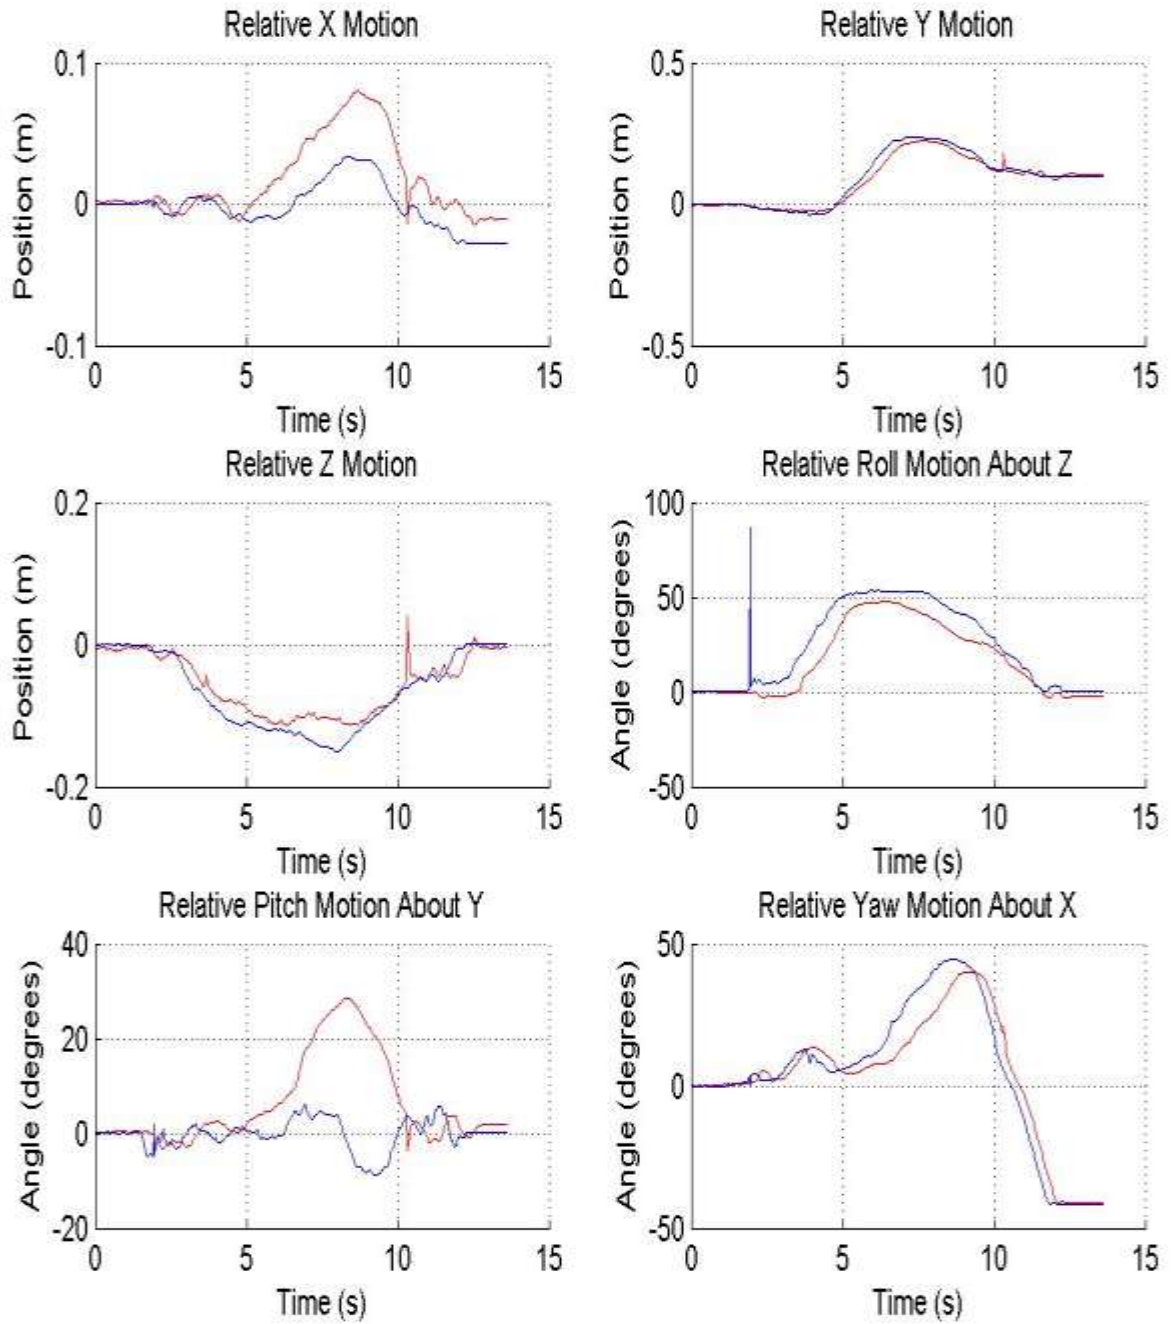 Relative X Motion
0.1
0
-0.1
Position (m)
0 5 10 15
Time (s)
Relative Y Motion
0.5
0
-0.5
Position (m)
0 5 10 15
Time (s)
Relative Z Motion
0.2
0
-0.2
Position (m)
0 5 10 15
Time (s)
Relative Roll Motion About Z
100
50
0
-50
Angle (degrees)
0 5 10 15
Time (s)
Relative Pitch Motion About Y
40
20
0
-20
Angle (degrees)
0 5 10 15
Time (s)
Relative Yaw Motion About X
50
0
-50
Angle (degrees)
0 5 10 15
Time (s)